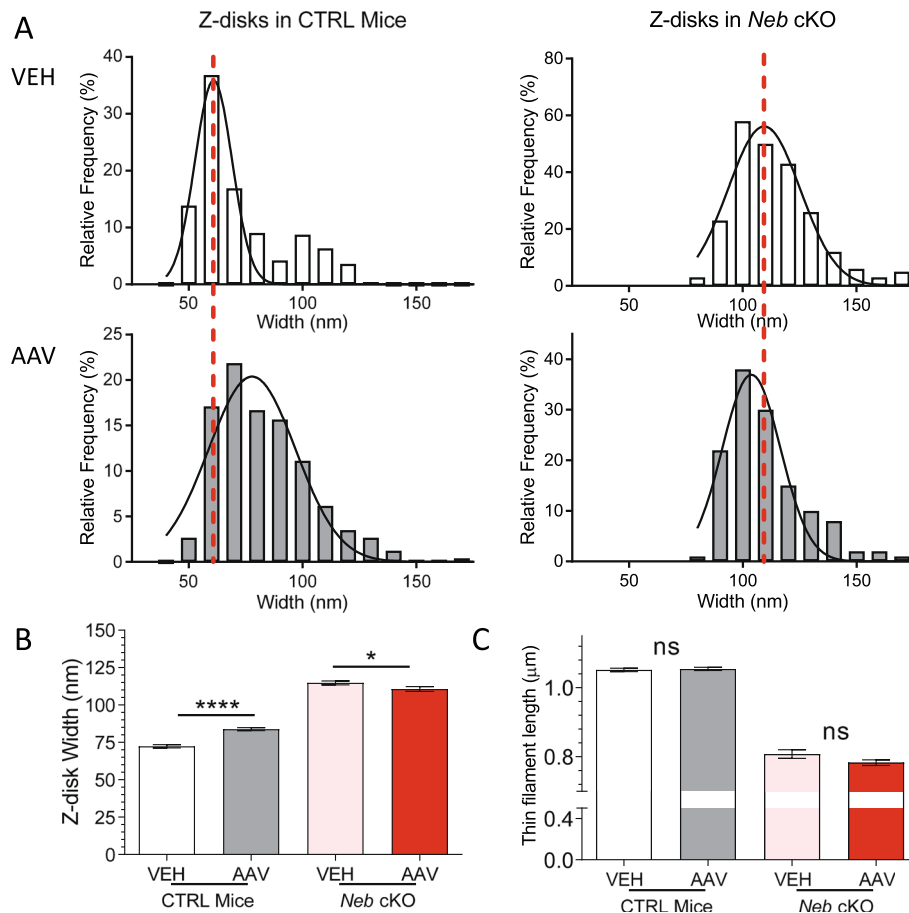 A
Z-disks in CTRL Mice
Z-disks in Neb cKO
VEH
Relative Frequency (%)
40
30
20
10
0
50
100
150
Width (nm)
Relative Frequency (%)
80
60
40
20
0
50
100
150
Width (nm)
AAV
Relative Frequency (%)
25
20
15
10
5
0
50
100
150
Width (nm)
Relative Frequency (%)
40
30
20
10
0
50
100
150
Width (nm)
B
Z-disk Width (nm)
150
125
100
75
50
25
0
****
*
VEH
AAV
VEH
AAV
CTRL Mice
Neb cKO
C
Thin filament length (μm)
1.0
0.8
0.4
0.0
ns
ns
VEH
AAV
VEH
AAV
CTRL Mice
Neb cKO